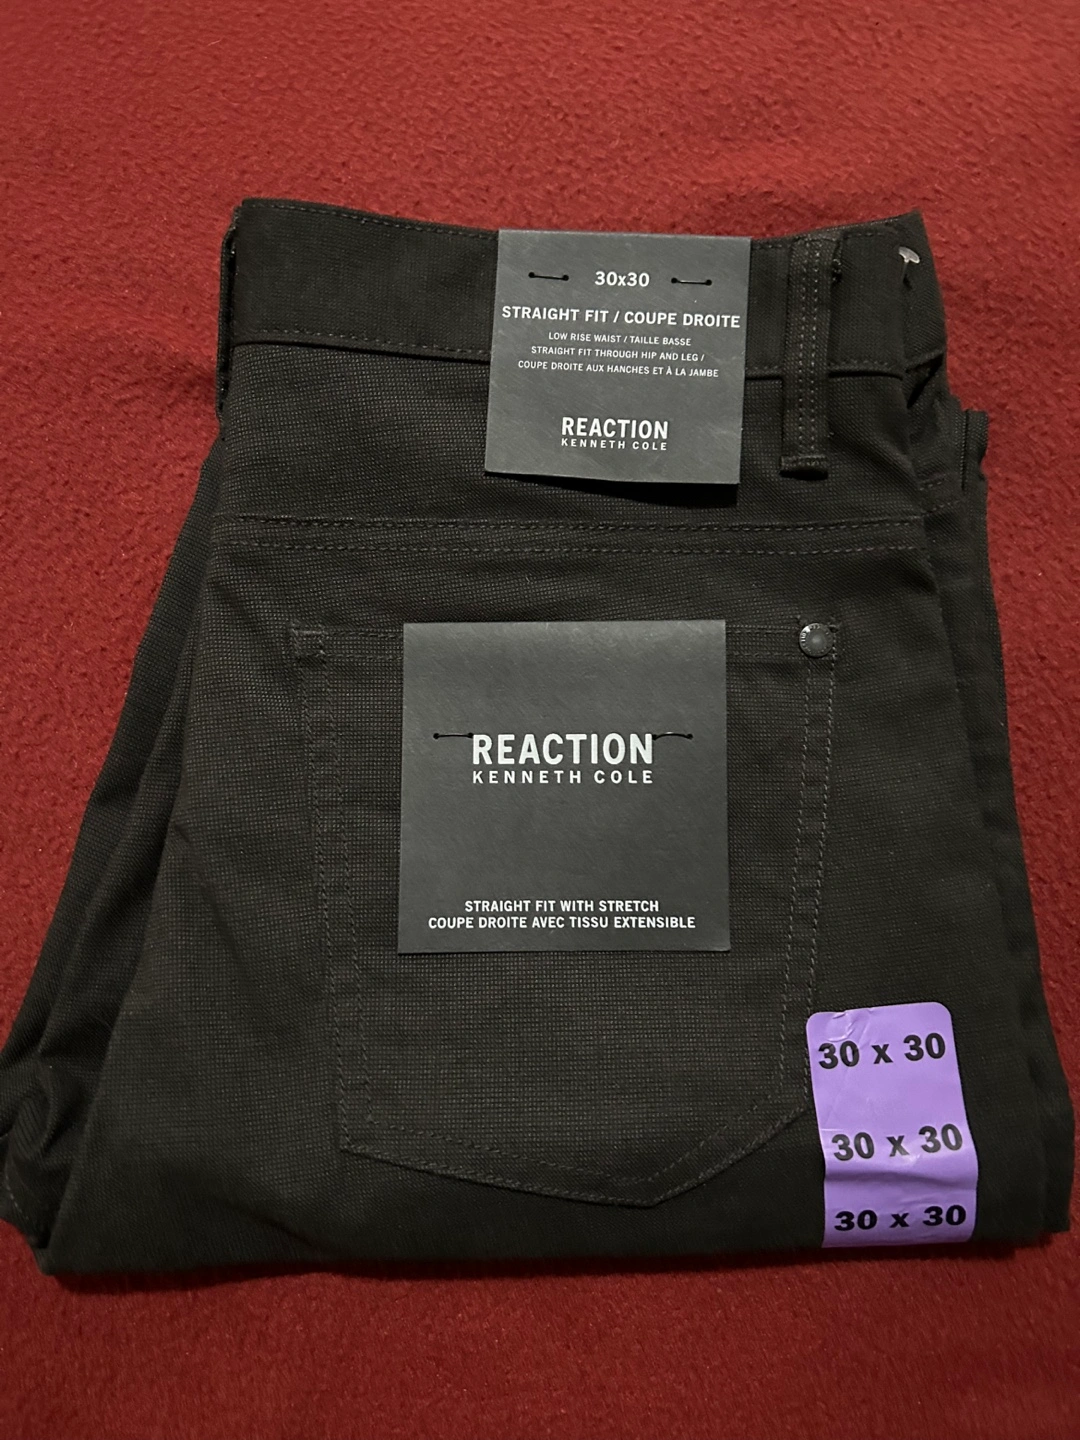 30x30
STRAIGHT FIT / COUPE DROITE
LOW RISE WAIST / TAILLE BASSE
STRAIGHT FIT THROUGH HIP AND LEG /
COUPE DROITE AUX HANCHES ET À LA JAMBE
REACTION
KENNETH COLE
REACTION
KENNETH COLE
STRAIGHT FIT WITH STRETCH
COUPE DROITE AVEC TISSU EXTENSIBLE
30 x 30
30 x 30
30 x 30